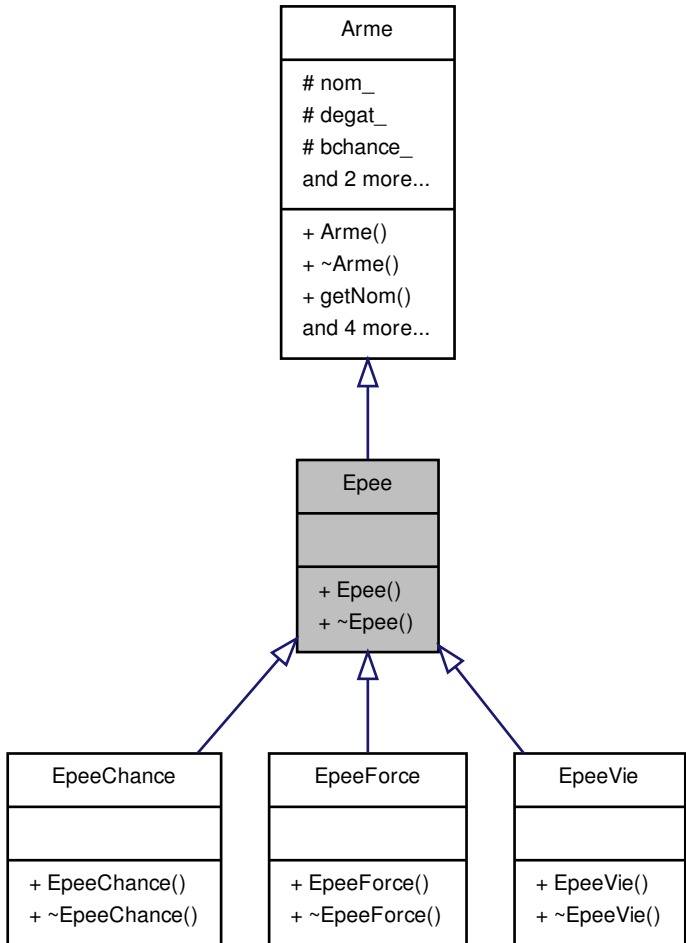 Arme
# nom_
# degat_
# bchance_
and 2 more...
+ Arme()
+ ~Arme()
+ getNom()
and 4 more...
Epee
+ Epee()
+ ~Epee()
EpeeChance
+ EpeeChance()
+ ~EpeeChance()
EpeeForce
+ EpeeForce()
+ ~EpeeForce()
EpeeVie
+ EpeeVie()
+ ~EpeeVie()